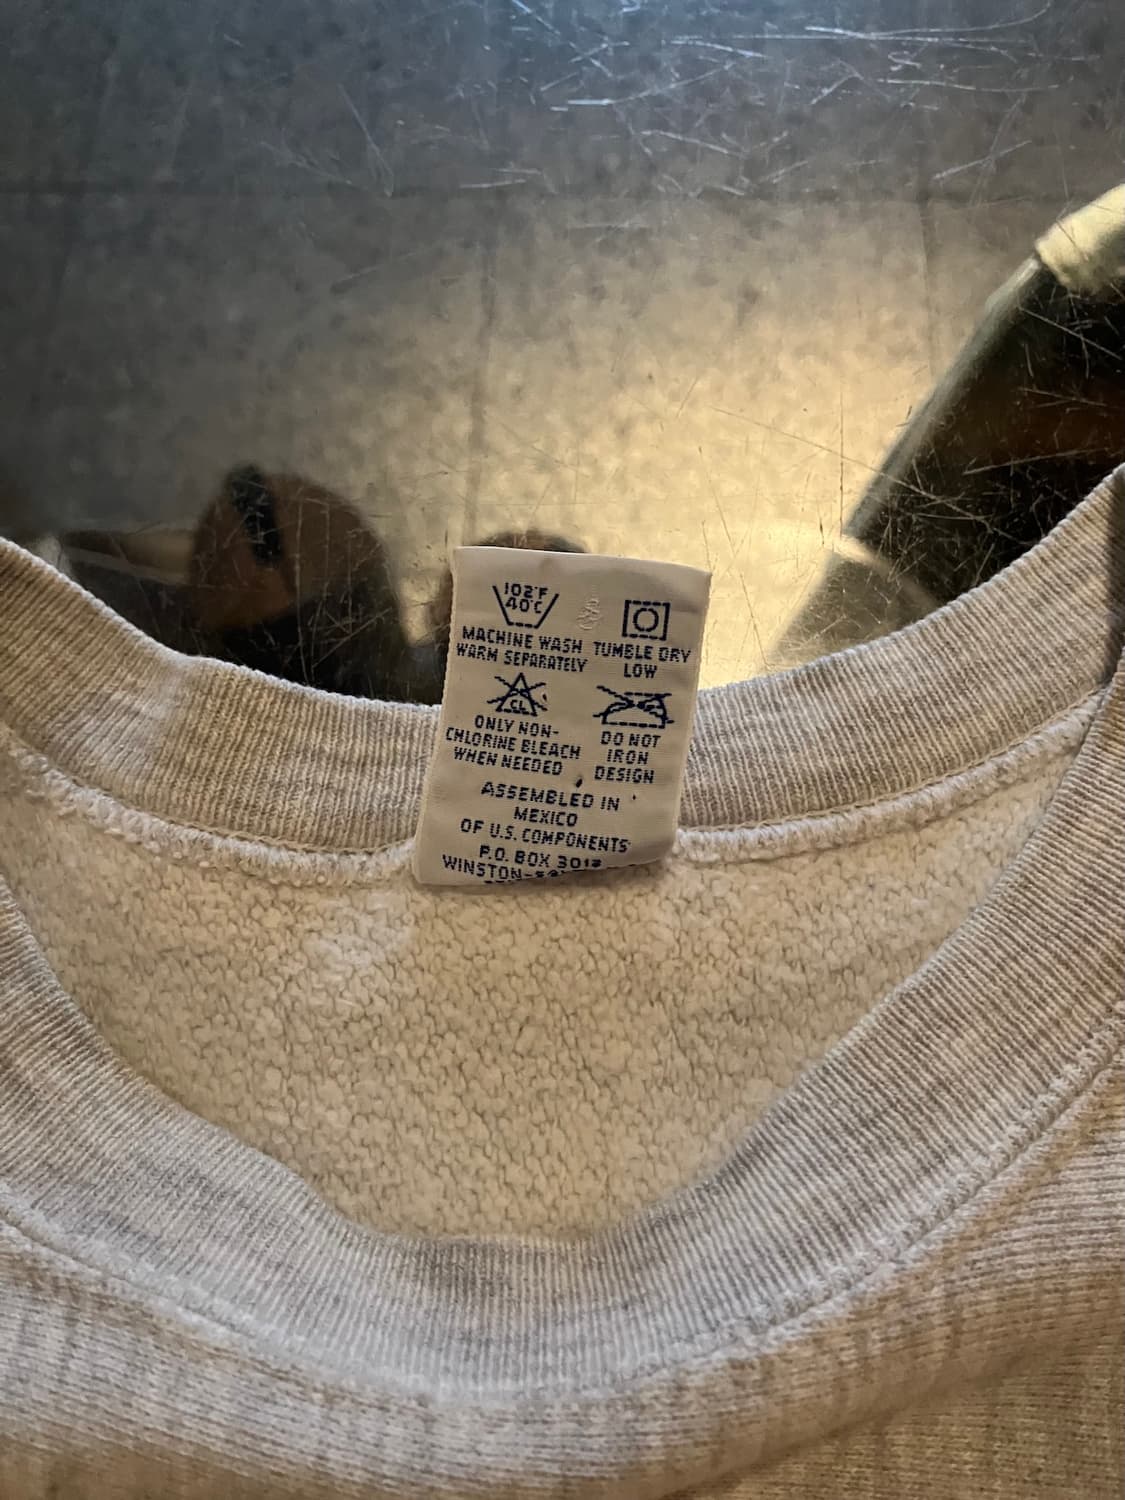 102°F
40°C
MACHINE WASH
WARM SEPARATELY
TUMBLE DRY
LOW
CL
ONLY NON-
CHLORINE BLEACH
WHEN NEEDED
DO NOT
IRON
DESIGN
ASSEMBLED IN
MEXICO
OF U.S. COMPONENTS
P.O. BOX
WINSTON-